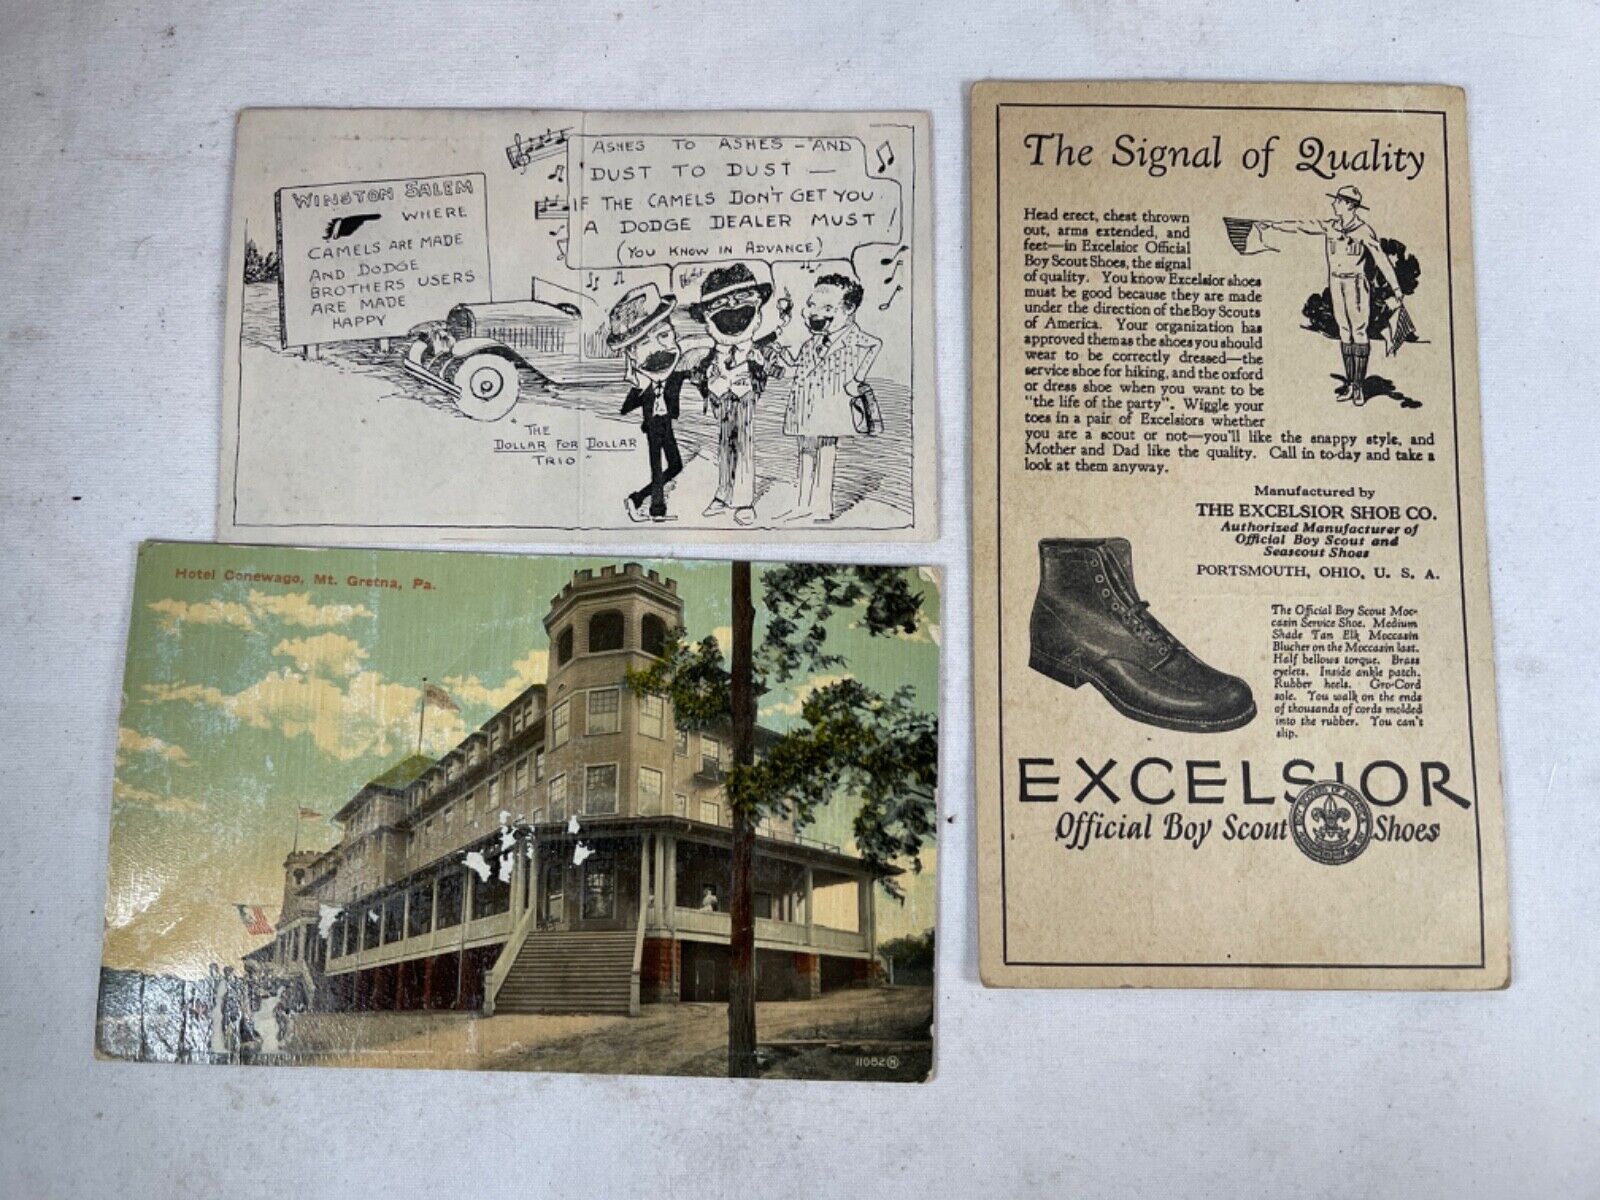 WINSTON SALEM
WHERE
CAMELS ARE MADE
AND DODGE
BROTHERS USERS
ARE MADE
HAPPY
ASHES TO ASHES - AND
DUST TO DUST —
IF THE CAMELS DON'T GET YOU
A DODGE DEALER MUST!
(YOU KNOW IN ADVANCE)
"THE
DOLLAR FOR DOLLAR
TRIO"
Hotel Conewago, Mt. Gretna, Pa.
11082
The Signal of Quality
Head erect, chest thrown
out, arms extended, and
feet—in Excelsior Official
Boy Scout Shoes, the signal
of quality. You know Excelsior shoes
must be good because they are made
under the direction of the Boy Scouts
of America. Your organization has
approved them as the shoes you should
wear to be correctly dressed—the
service shoe for hiking, and the oxford
or dress shoe when you want to be
"the life of the party". Wiggle your
toes in a pair of Excelsiors whether
you are a scout or not—you'll like the snappy style, and
Mother and Dad like the quality. Call in to-day and take a
look at them anyway.
Manufactured by
THE EXCELSIOR SHOE CO.
Authorized Manufacturer of
Official Boy Scout and
Seascout Shoes
PORTSMOUTH, OHIO, U. S. A.
The Official Boy Scout Moc-
casin Service Shoe. Medium
Shade Tan Elk Moccasin
Blucher on the Moccasin last.
Half bellows torque. Brass
eyelets. Inside ankle patch.
Rubber heels. Gro-Cord
sole. You walk on the ends
of thousands of cords molded
into the rubber. You can't
slip.
EXCELSIOR
Official Boy Scout Shoes
BOY SCOUTS OF AMERICA